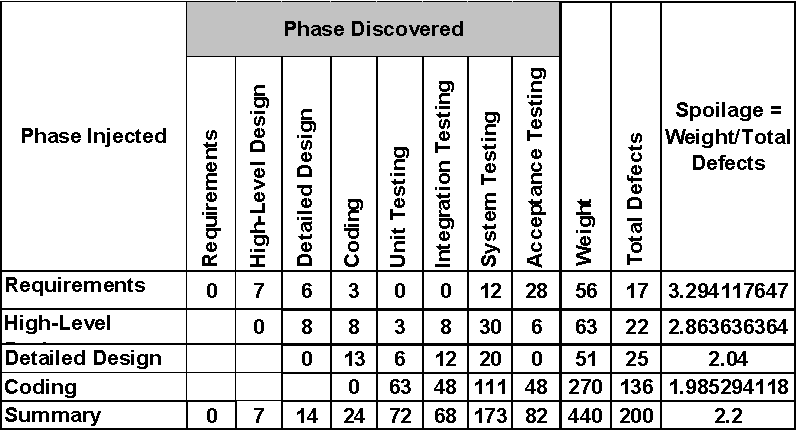 Phase Injected
Phase Discovered
Requirements
High-Level Design
Detailed Design
Coding
Unit Testing
Integration Testing
System Testing
Acceptance Testing
Weight
Total Defects
Spoilage =
Weight/Total
Defects
Requirements 0 7 6 3 0 0 12 28 56 17 3.294117647
High-Level 0 8 8 3 8 30 6 63 22 2.863636364
Detailed Design 0 13 6 12 20 0 51 25 2.04
Coding 0 63 48 111 48 270 136 1.985294118
Summary 0 7 14 24 72 68 173 82 440 200 2.2